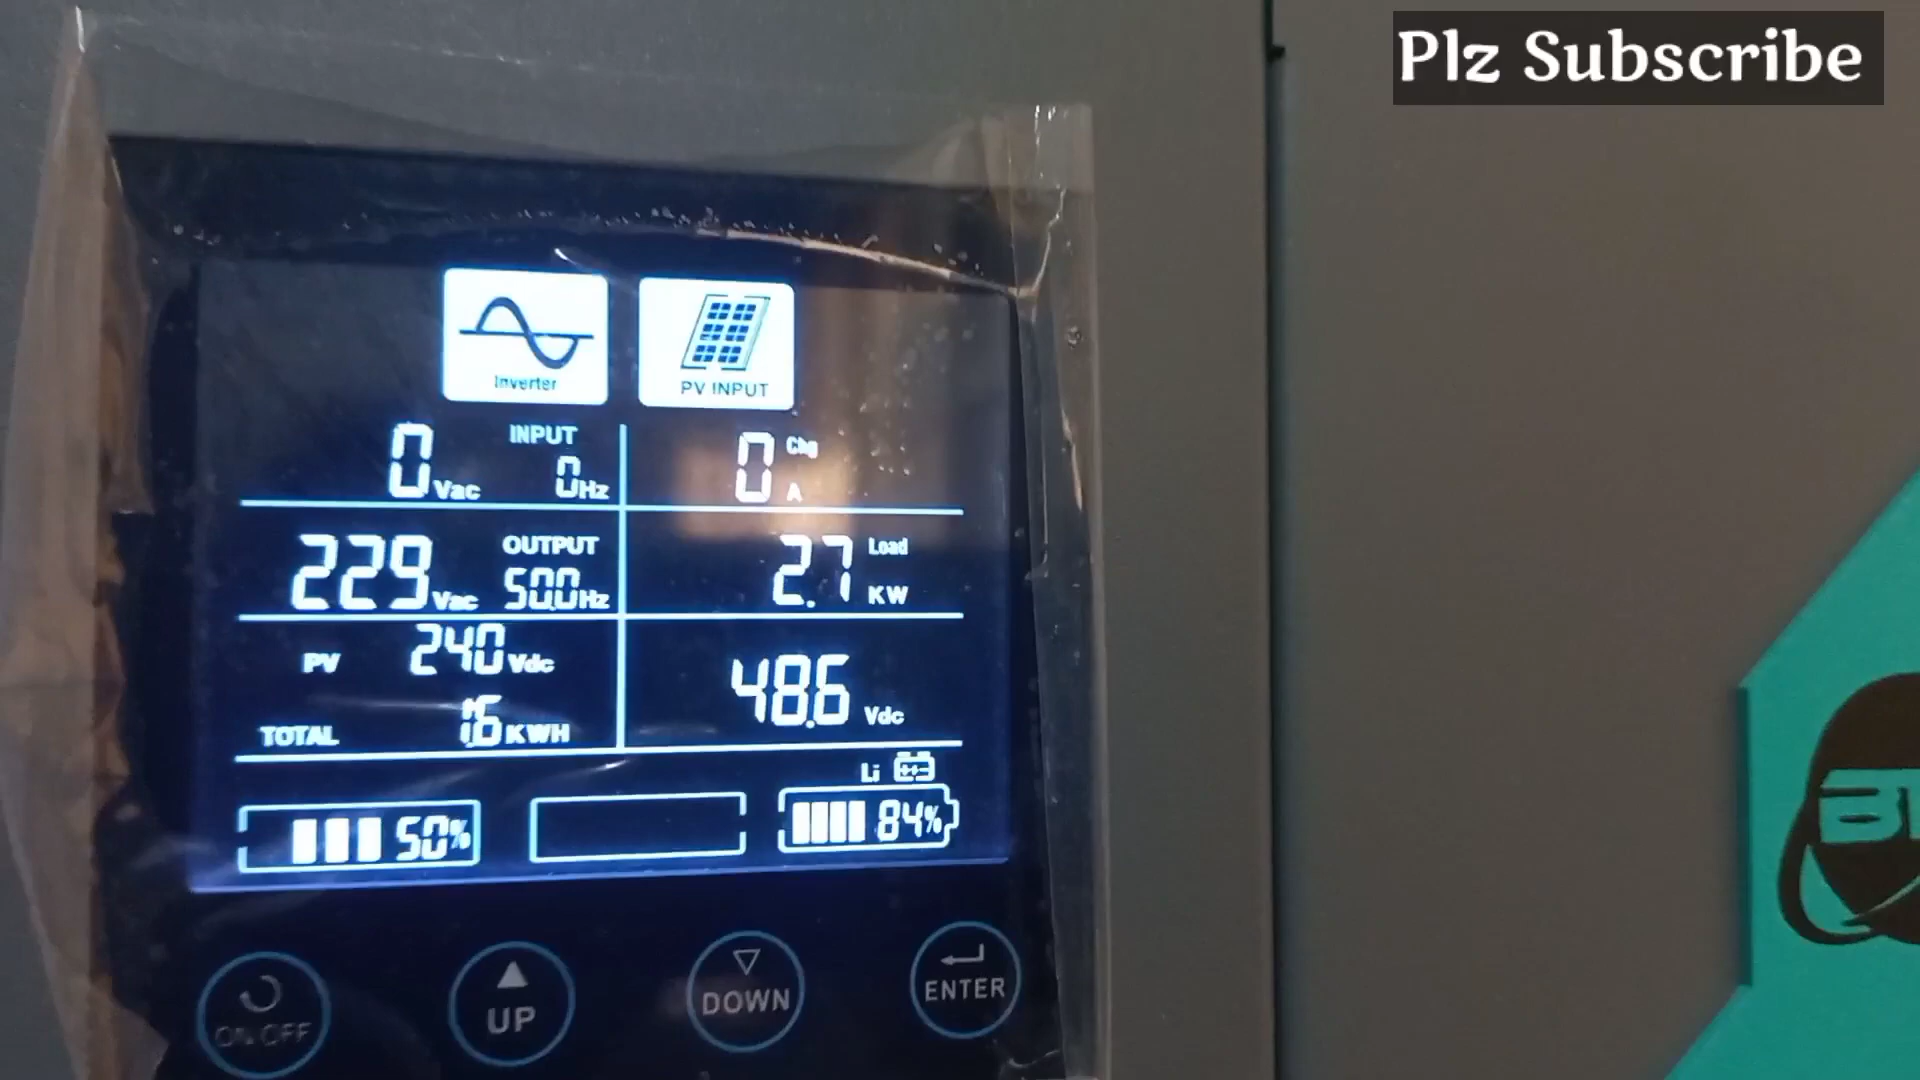 Plz Subscribe
Inverter
PV INPUT
0 Vac INPUT 0 Hz
0 Chg A
229 Vac OUTPUT 50.0 Hz
2.7 Load KW
PV 240 Vdc
TOTAL 1.6 KWH
48.6 Vdc
Li
50%
84%
ON/OFF
UP
DOWN
ENTER